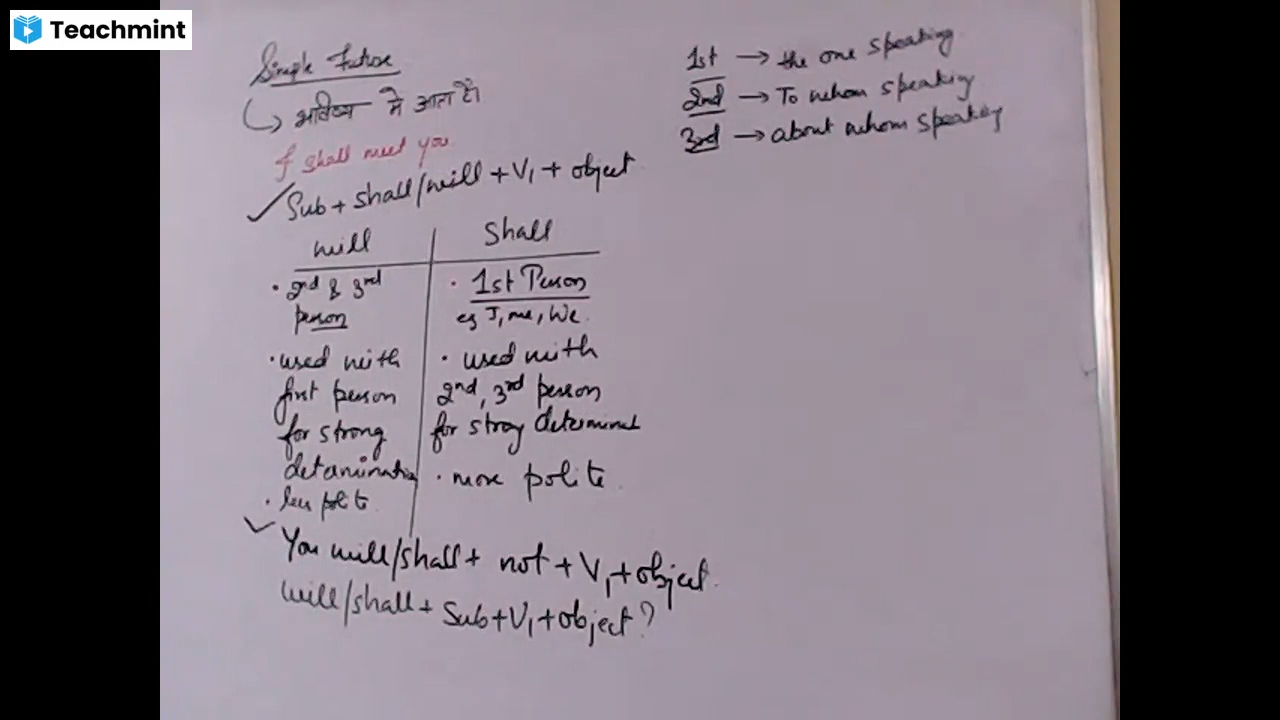 Teachmint
Simple Future
भविष्य मे आता है।
I shall meet you
Sub + shall/will + V1 + object
will
Shall
• 2nd & 3rd
person
• used with
first person
for strong
determination
• less polite
• 1st Person
eg I, me, We.
• used with
2nd, 3rd person
for strong determinat
• more polite.
You will/shall + not + V1 + object.
will/shall + Sub + V1 + object?
1st → the one speaking
2nd → To whom speaking
3rd → about whom speaking